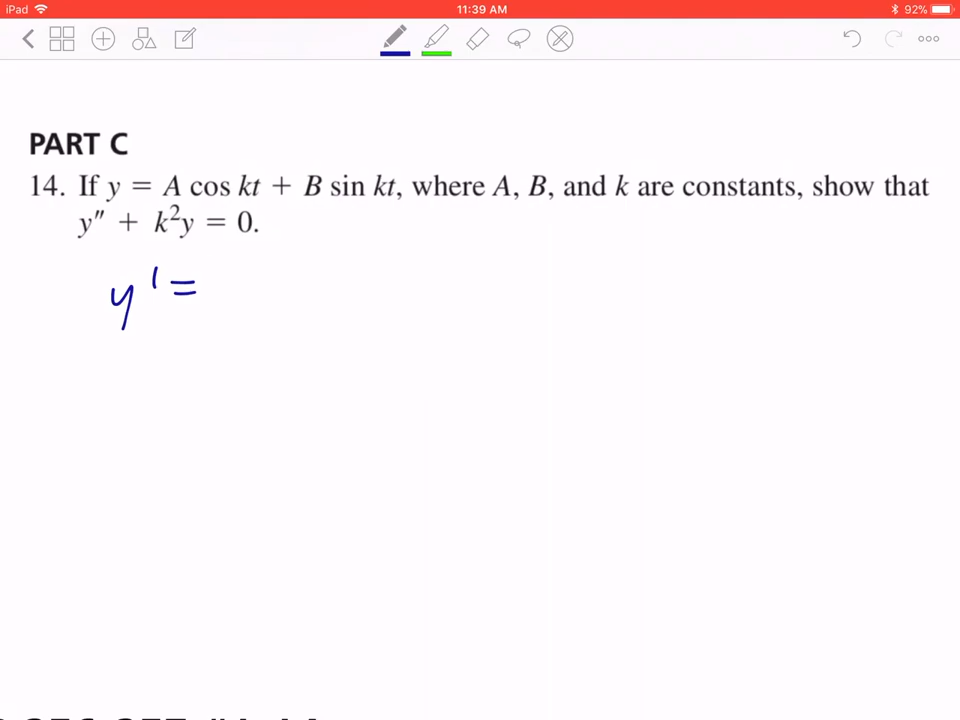 iPad 11:39 AM 92%
PART C
14. If y = A cos kt + B sin kt, where A, B, and k are constants, show that
y″ + k²y = 0.
y' =